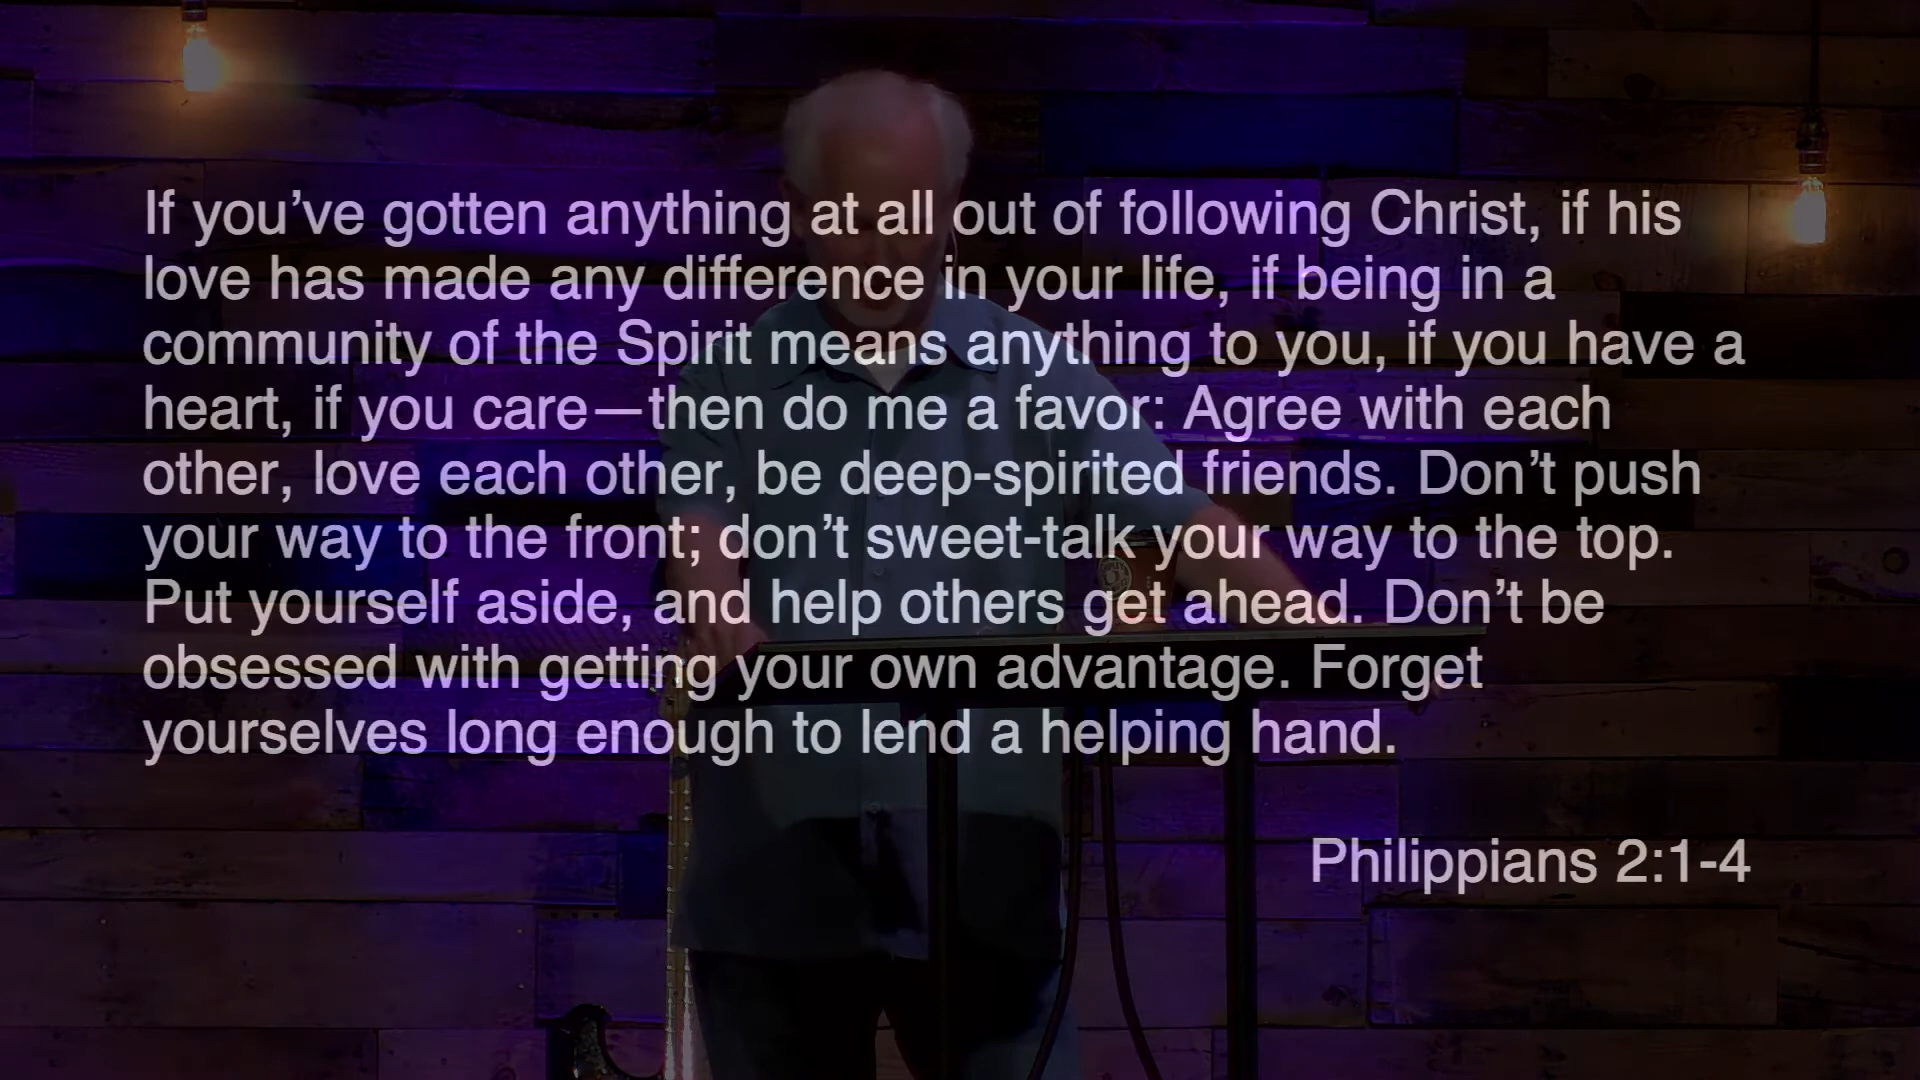 If you’ve gotten anything at all out of following Christ, if his
love has made any difference in your life, if being in a
community of the Spirit means anything to you, if you have a
heart, if you care—then do me a favor: Agree with each
other, love each other, be deep-spirited friends. Don’t push
your way to the front; don’t sweet-talk your way to the top.
Put yourself aside, and help others get ahead. Don’t be
obsessed with getting your own advantage. Forget
yourselves long enough to lend a helping hand.
Philippians 2:1-4